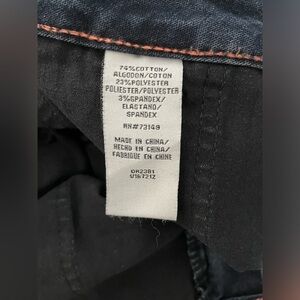 74%COTTON/
ALGODON/COTON
23%POLYESTER
POLIESTER/POLYESTER
3%SPANDEX/
ELASTANO/
SPANDEX
RN#73149
MADE IN CHINA/
HECHO EN CHINA/
FABRIQUE EN CHINE